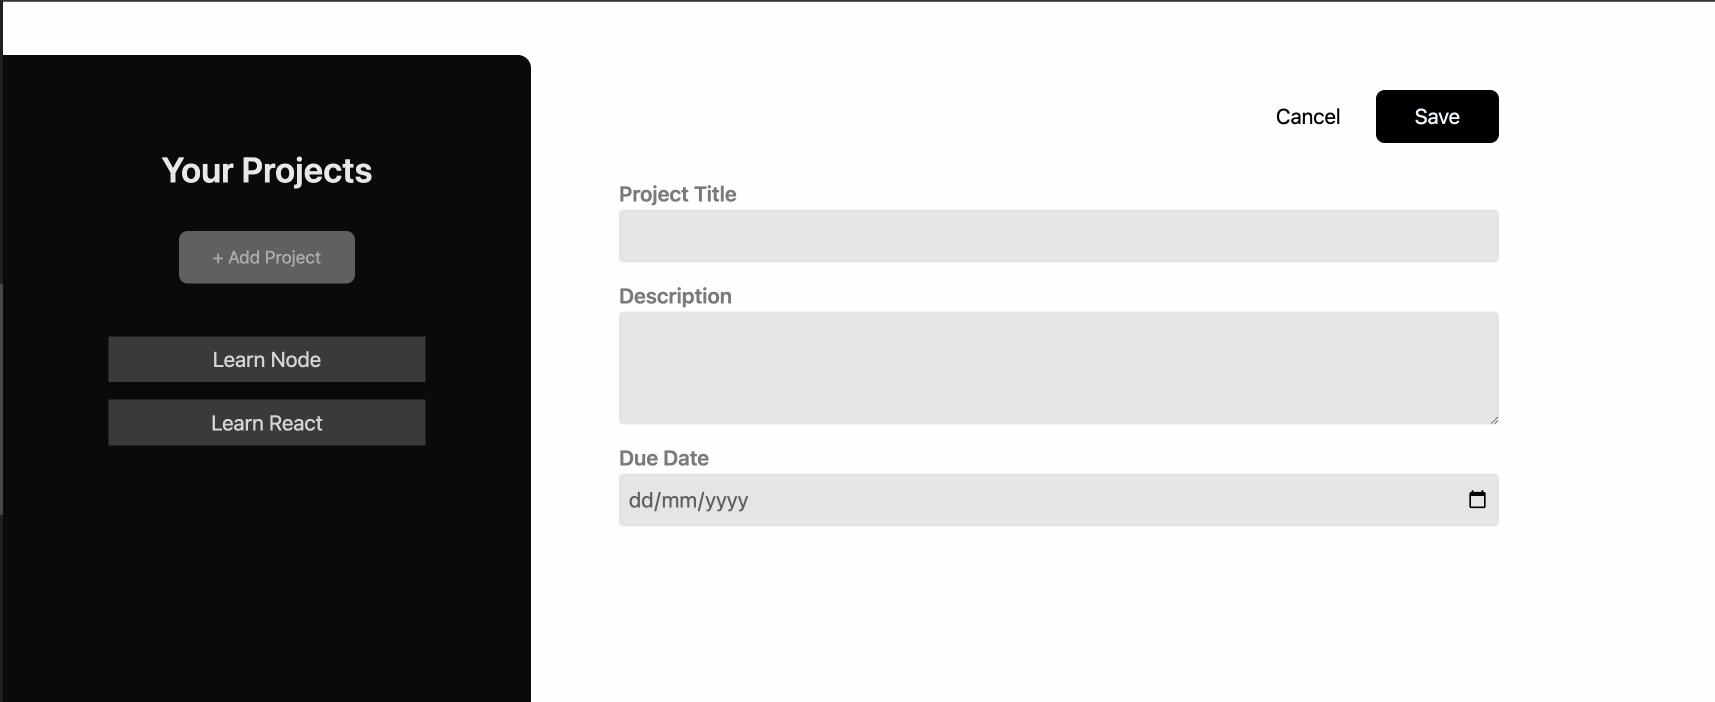 Your Projects
+ Add Project
Learn Node
Learn React
Cancel
Save
Project Title
Description
Due Date
dd/mm/yyyy